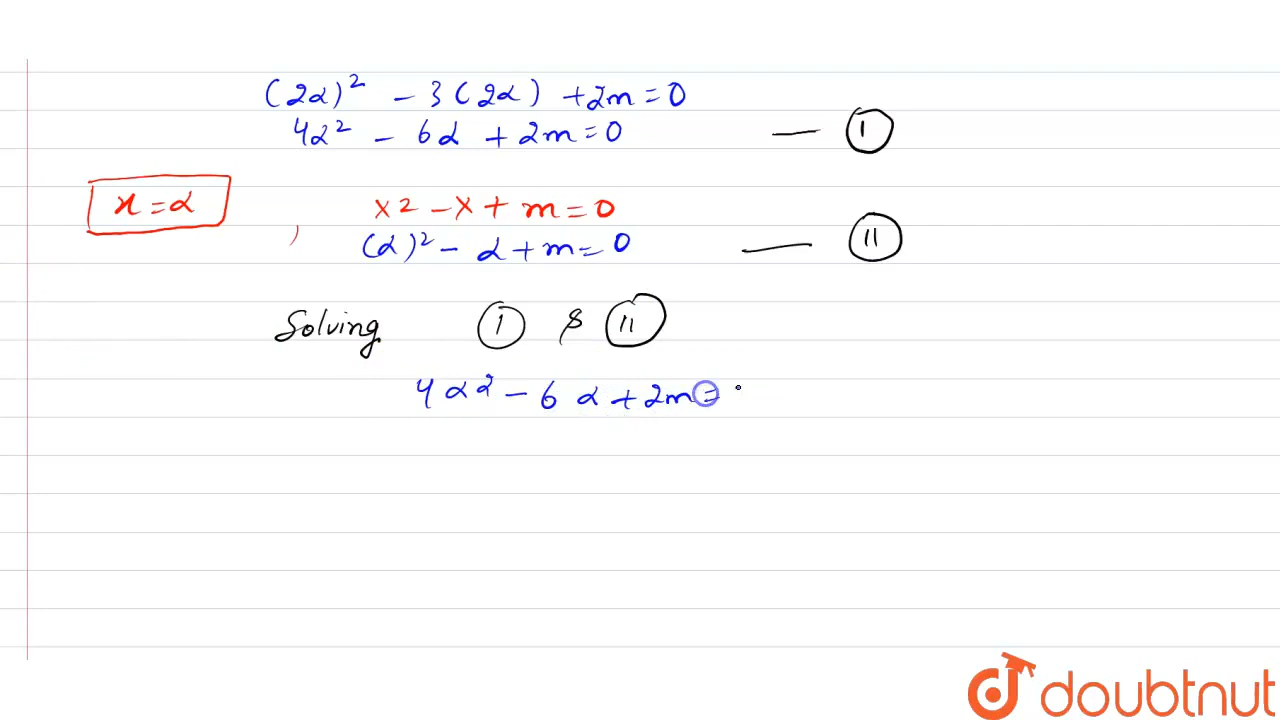 (2α)² - 3(2α) + 2m = 0
4α² - 6α + 2m = 0 — I
x = α , x2 - x + m = 0
(α)² - α + m = 0 — II
Solving I & II
4α² - 6α + 2m =
doubtnut